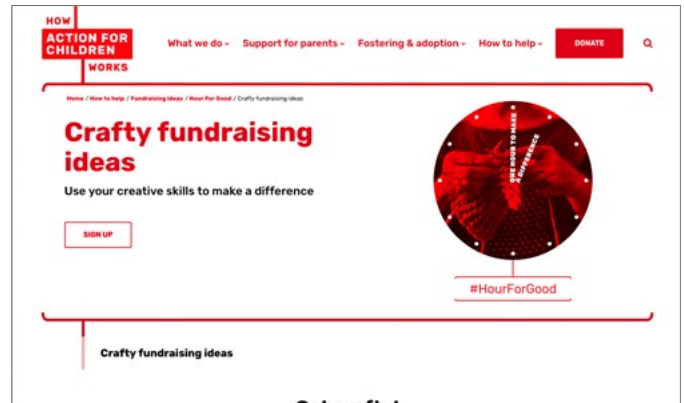 HOW
ACTION FOR
CHILDREN
WORKS
What we do
Support for parents
Fostering & adoption
How to help
DONATE
Home / How to help / Fundraising Ideas / Hour For Good / Crafty fundraising ideas
Crafty fundraising
ideas
Use your creative skills to make a difference
SIGN UP
ONE HOUR TO MAKE
A DIFFERENCE
#HourForGood
Crafty fundraising ideas